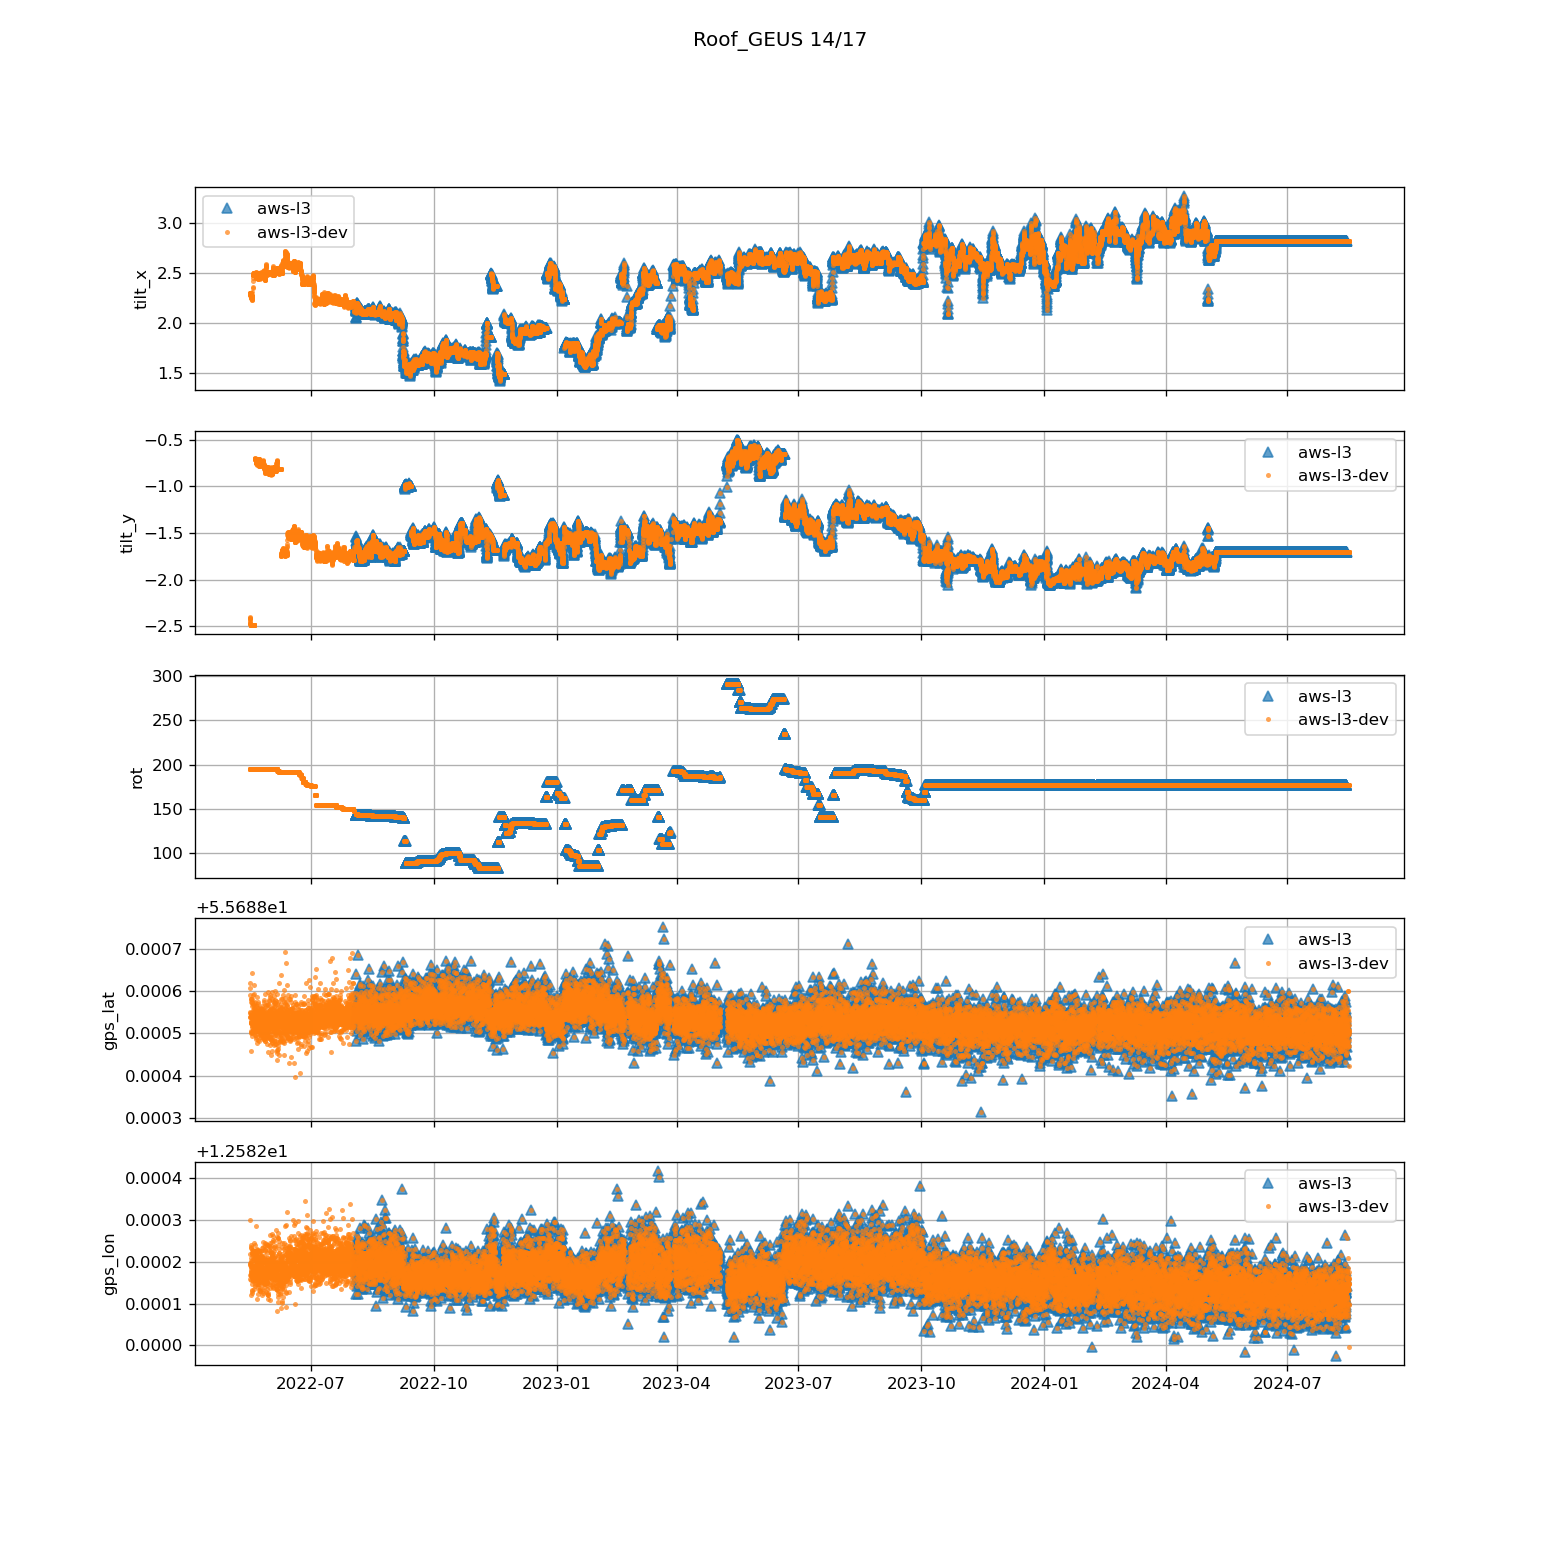 Roof_GEUS 14/17
aws-l3
aws-l3-dev
3.0
2.5
2.0
1.5
tilt_x
aws-l3
aws-l3-dev
−0.5
−1.0
−1.5
−2.0
−2.5
tilt_y
aws-l3
aws-l3-dev
300
250
200
150
100
rot
+5.5688e1
aws-l3
aws-l3-dev
0.0007
0.0006
0.0005
0.0004
0.0003
gps_lat
+1.2582e1
aws-l3
aws-l3-dev
0.0004
0.0003
0.0002
0.0001
0.0000
gps_lon
2022-07 2022-10 2023-01 2023-04 2023-07 2023-10 2024-01 2024-04 2024-07